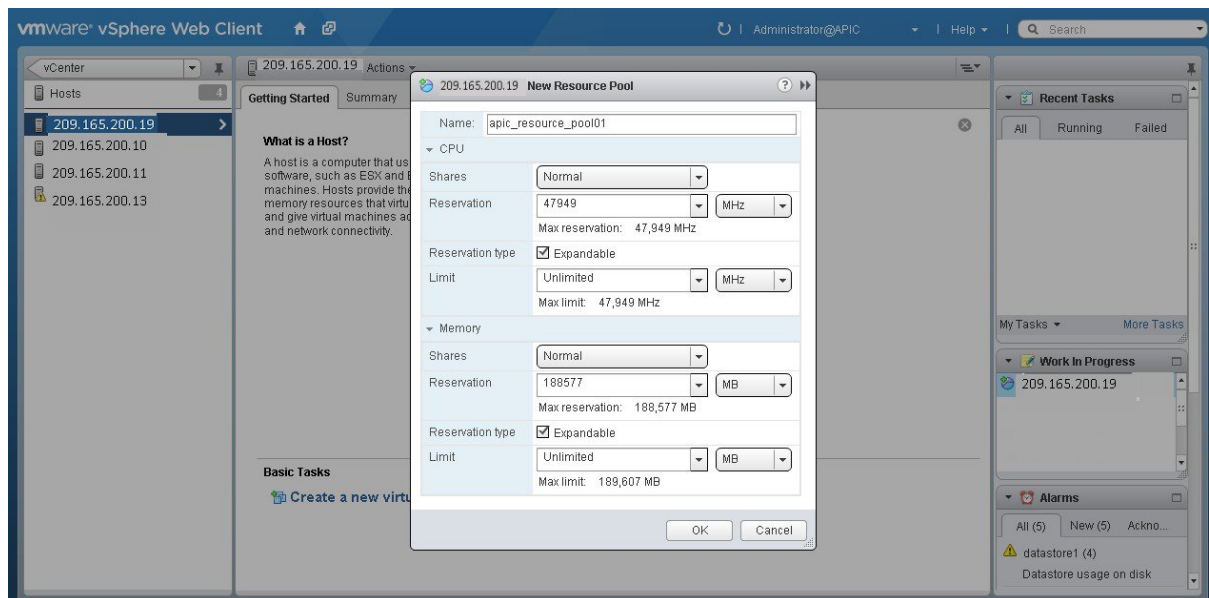 vmware® vSphere Web Client
Administrator@APIC
Help
Search
vCenter
Hosts 4
209.165.200.19
209.165.200.10
209.165.200.11
209.165.200.13
209.165.200.19 Actions
Getting Started Summary
What is a Host?
A host is a computer that us
software, such as ESX and
machines. Hosts provide the
memory resources that virtu
and give virtual machines ac
and network connectivity.
Basic Tasks
Create a new virtu
209.165.200.19 New Resource Pool ?
Name: apic_resource_pool01
CPU
Shares Normal
Reservation 47949 MHz
Max reservation: 47,949 MHz
Reservation type Expandable
Limit Unlimited MHz
Max limit: 47,949 MHz
Memory
Shares Normal
Reservation 188577 MB
Max reservation: 188,577 MB
Reservation type Expandable
Limit Unlimited MB
Max limit: 189,607 MB
OK Cancel
Recent Tasks
All Running Failed
My Tasks More Tasks
Work In Progress
209.165.200.19
Alarms
All (5) New (5) Ackno...
datastore1 (4)
Datastore usage on disk